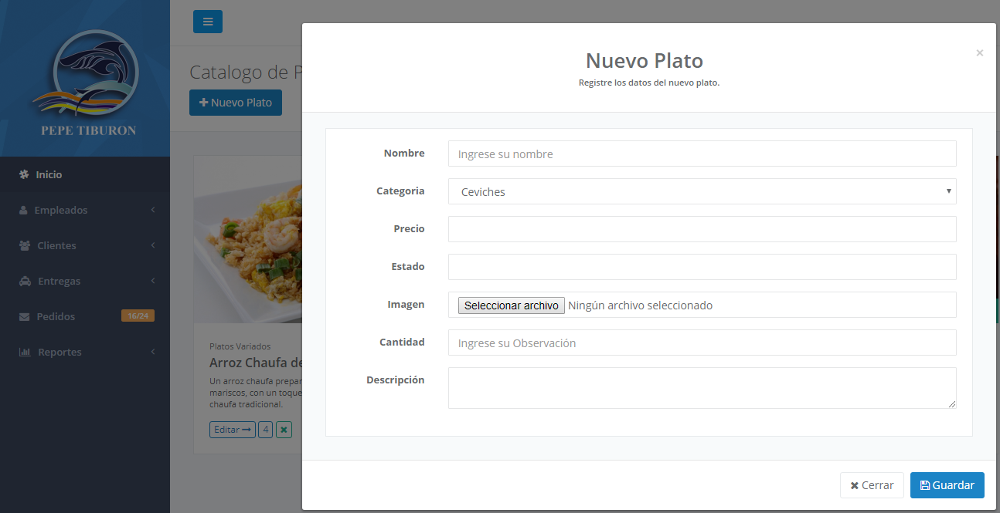 PEPE TIBURON
Inicio
Empleados
Clientes
Entregas
Pedidos 16/24
Reportes
Catalogo de P
Nuevo Plato
Platos Variados
Arroz Chaufa de
Un arroz chaufa prepar
mariscos, con un toque
chaufa tradicional.
Editar 4
Nuevo Plato
Registre los datos del nuevo plato.
×
Nombre Ingrese su nombre
Categoria Ceviches
Precio
Estado
Imagen Seleccionar archivo Ningún archivo seleccionado
Cantidad Ingrese su Observación
Descripción
Cerrar Guardar